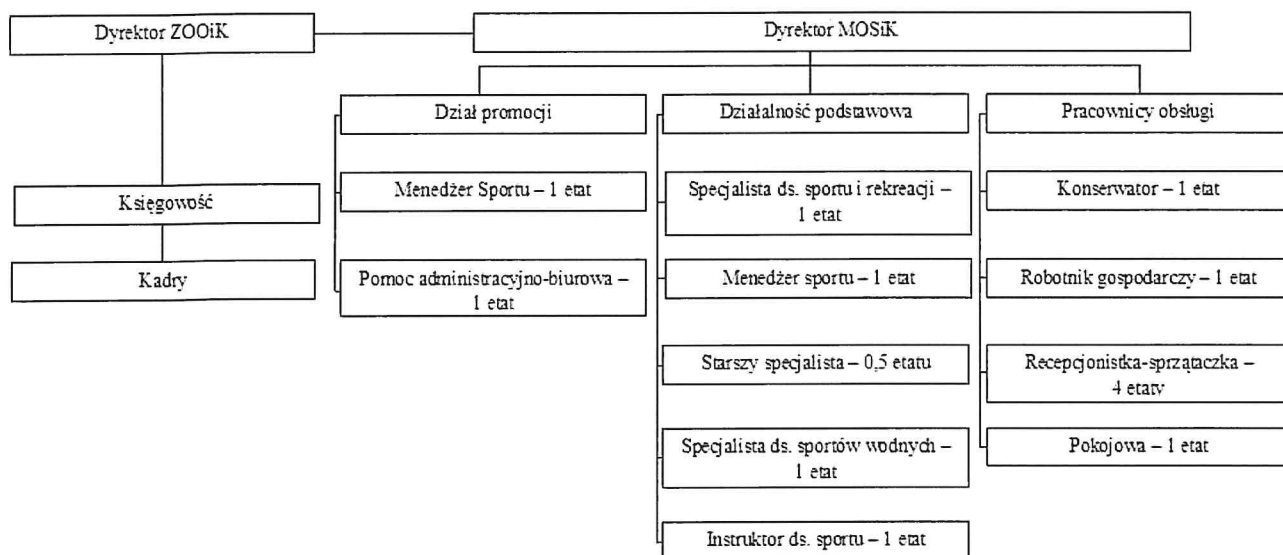 Dyrektor ZOOiK
Dyrektor MOSiK
Dział promocji
Działalność podstawowa
Pracownicy obsługi
Menedżer Sportu – 1 etat
Specjalista ds. sportu i rekreacji –
1 etat
Konserwator – 1 etat
Księgowość
Kadry
Pomoc administracyjno-biurowa –
1 etat
Menedżer sportu – 1 etat
Robotnik gospodarczy – 1 etat
Starszy specjalista – 0,5 etatu
Recepcjonistka-sprzątaczka –
4 etaty
Specjalista ds. sportów wodnych –
1 etat
Pokojowa – 1 etat
Instruktor ds. sportu – 1 etat